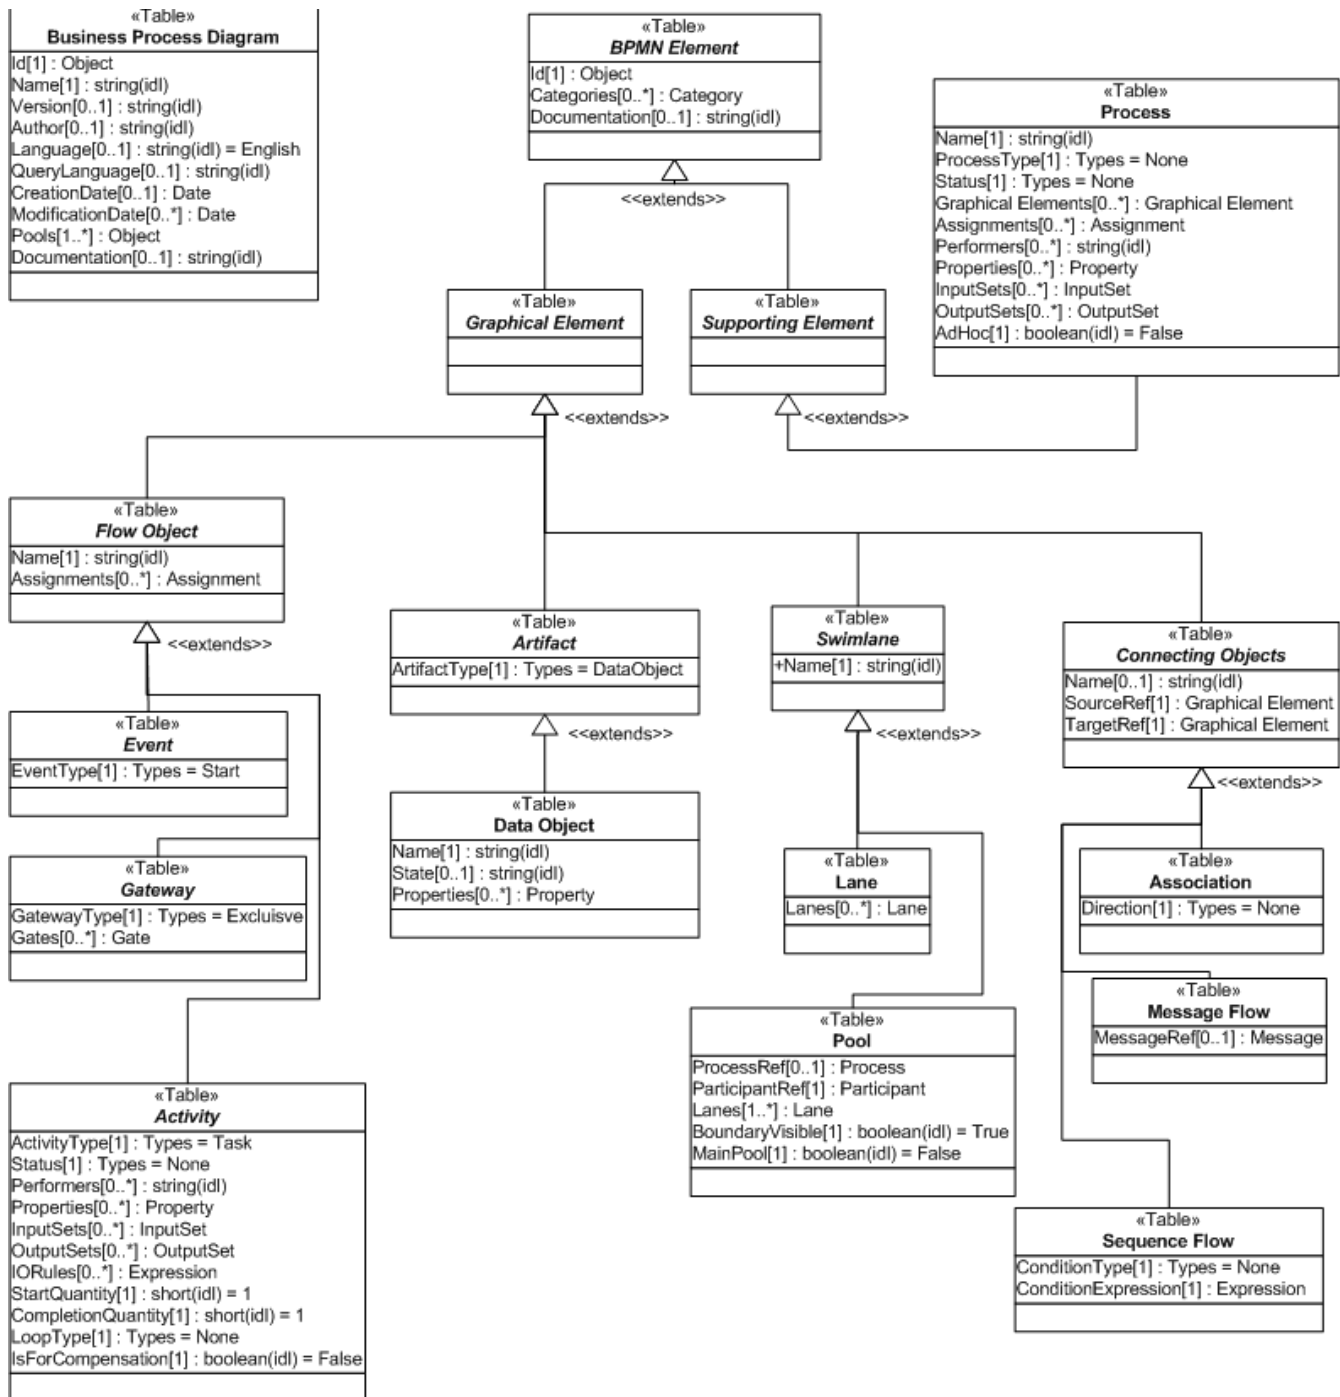 «Table»
Business Process Diagram
Id[1] : Object
Name[1] : string(idl)
Version[0..1] : string(idl)
Author[0..1] : string(idl)
Language[0..1] : string(idl) = English
QueryLanguage[0..1] : string(idl)
CreationDate[0..1] : Date
ModificationDate[0..*] : Date
Pools[1..*] : Object
Documentation[0..1] : string(idl)
«Table»
BPMN Element
Id[1] : Object
Categories[0..*] : Category
Documentation[0..1] : string(idl)
<<extends>>
«Table»
Process
Name[1] : string(idl)
ProcessType[1] : Types = None
Status[1] : Types = None
Graphical Elements[0..*] : Graphical Element
Assignments[0..*] : Assignment
Performers[0..*] : string(idl)
Properties[0..*] : Property
InputSets[0..*] : InputSet
OutputSets[0..*] : OutputSet
AdHoc[1] : boolean(idl) = False
«Table»
Graphical Element
<<extends>>
«Table»
Supporting Element
<<extends>>
«Table»
Flow Object
Name[1] : string(idl)
Assignments[0..*] : Assignment
<<extends>>
«Table»
Artifact
ArtifactType[1] : Types = DataObject
<<extends>>
«Table»
Swimlane
+Name[1] : string(idl)
<<extends>>
«Table»
Connecting Objects
Name[0..1] : string(idl)
SourceRef[1] : Graphical Element
TargetRef[1] : Graphical Element
<<extends>>
«Table»
Event
EventType[1] : Types = Start
«Table»
Data Object
Name[1] : string(idl)
State[0..1] : string(idl)
Properties[0..*] : Property
«Table»
Lane
Lanes[0..*] : Lane
«Table»
Association
Direction[1] : Types = None
«Table»
Gateway
GatewayType[1] : Types = Excluisve
Gates[0..*] : Gate
«Table»
Message Flow
MessageRef[0..1] : Message
«Table»
Pool
ProcessRef[0..1] : Process
ParticipantRef[1] : Participant
Lanes[1..*] : Lane
BoundaryVisible[1] : boolean(idl) = True
MainPool[1] : boolean(idl) = False
«Table»
Activity
ActivityType[1] : Types = Task
Status[1] : Types = None
Performers[0..*] : string(idl)
Properties[0..*] : Property
InputSets[0..*] : InputSet
OutputSets[0..*] : OutputSet
IORules[0..*] : Expression
StartQuantity[1] : short(idl) = 1
CompletionQuantity[1] : short(idl) = 1
LoopType[1] : Types = None
IsForCompensation[1] : boolean(idl) = False
«Table»
Sequence Flow
ConditionType[1] : Types = None
ConditionExpression[1] : Expression